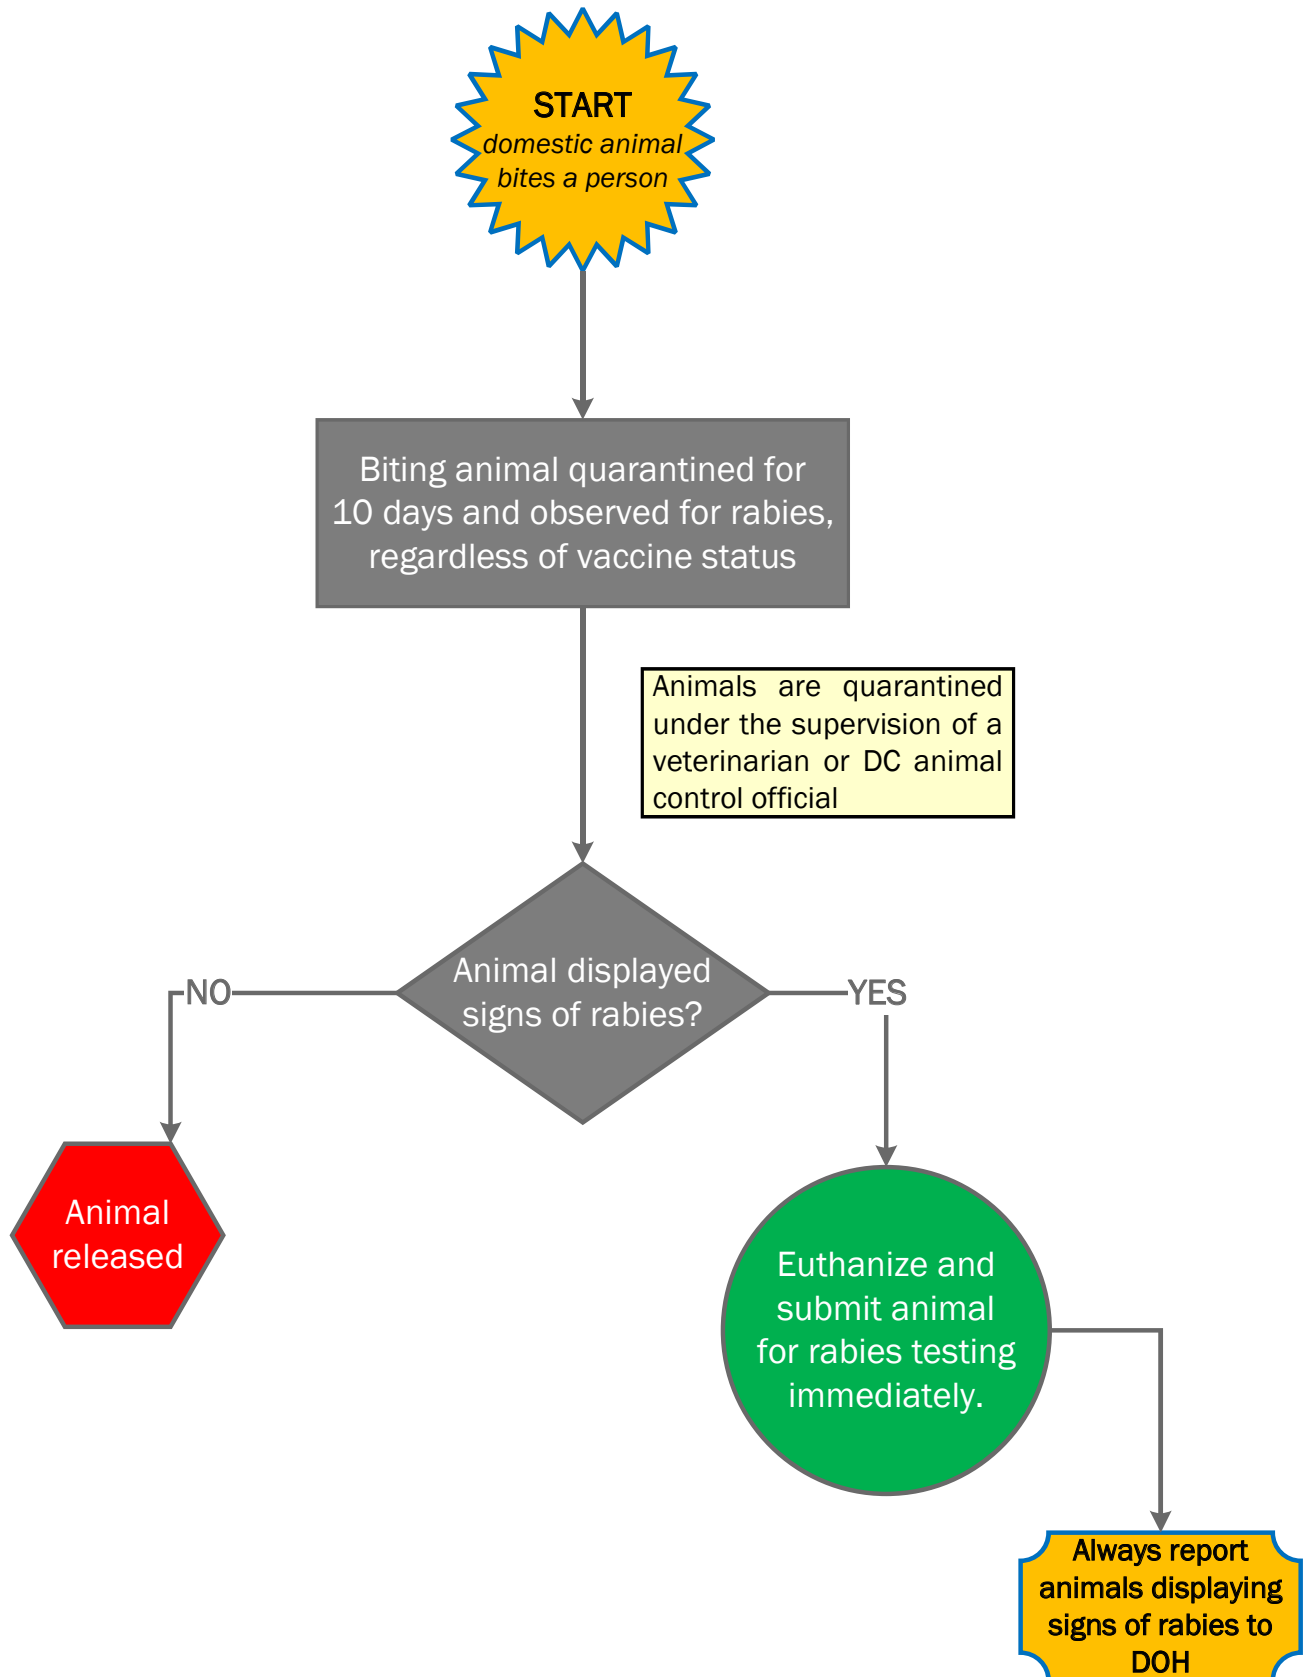 START
domestic animal
bites a person
Biting animal quarantined for
10 days and observed for rabies,
regardless of vaccine status
Animals are quarantined
under the supervision of a
veterinarian or DC animal
control official
Animal displayed
signs of rabies?
NO
YES
Animal
released
Euthanize and
submit animal
for rabies testing
immediately.
Always report
animals displaying
signs of rabies to
DOH